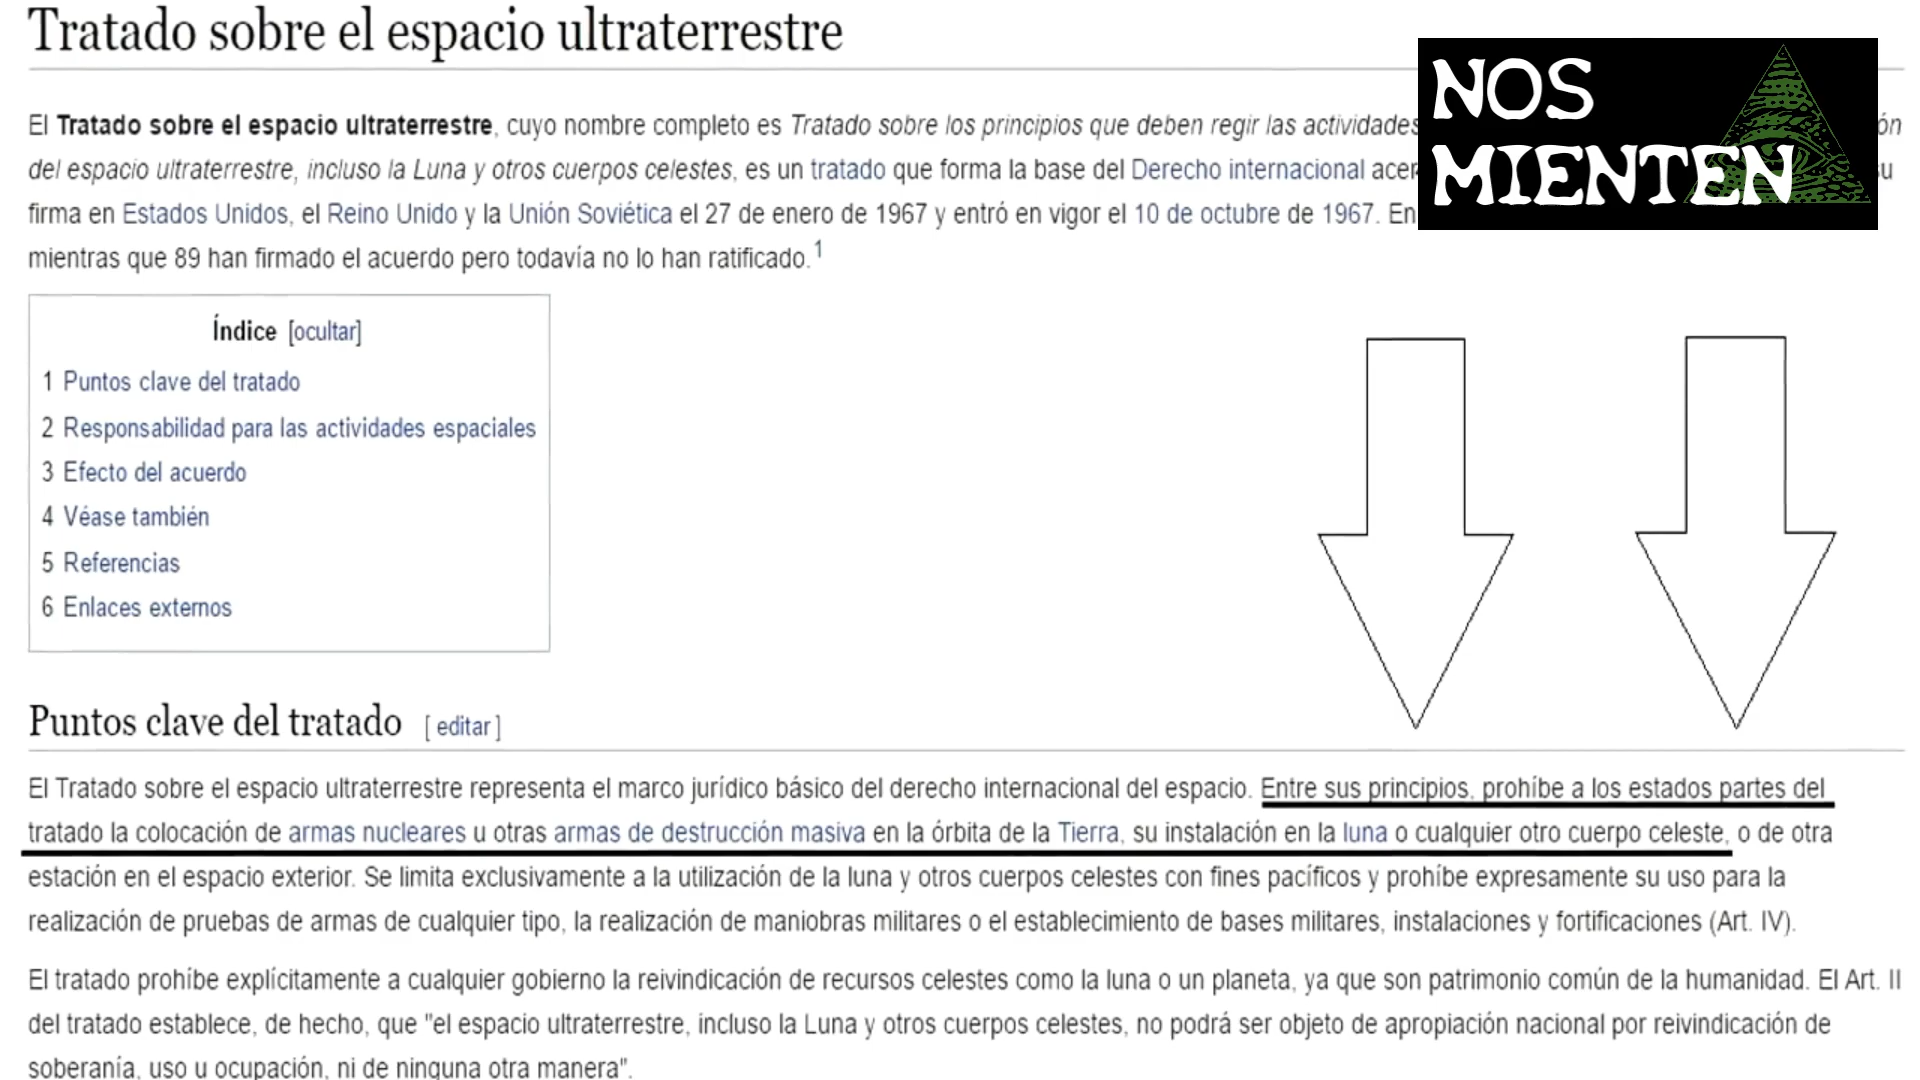 Tratado sobre el espacio ultraterrestre
NOS
MIENTEN
El Tratado sobre el espacio ultraterrestre, cuyo nombre completo es Tratado sobre los principios que deben regir las actividades
del espacio ultraterrestre, incluso la Luna y otros cuerpos celestes, es un tratado que forma la base del Derecho internacional
firma en Estados Unidos, el Reino Unido y la Unión Soviética el 27 de enero de 1967 y entró en vigor el 10 de octubre de 1967. En
mientras que 89 han firmado el acuerdo pero todavía no lo han ratificado.1
Índice [ocultar]
1 Puntos clave del tratado
2 Responsabilidad para las actividades espaciales
3 Efecto del acuerdo
4 Véase también
5 Referencias
6 Enlaces externos
Puntos clave del tratado [ editar ]
El Tratado sobre el espacio ultraterrestre representa el marco jurídico básico del derecho internacional del espacio. Entre sus principios, prohíbe a los estados partes del
tratado la colocación de armas nucleares u otras armas de destrucción masiva en la órbita de la Tierra, su instalación en la luna o cualquier otro cuerpo celeste, o de otra
estación en el espacio exterior. Se limita exclusivamente a la utilización de la luna y otros cuerpos celestes con fines pacíficos y prohíbe expresamente su uso para la
realización de pruebas de armas de cualquier tipo, la realización de maniobras militares o el establecimiento de bases militares, instalaciones y fortificaciones (Art. IV).
El tratado prohíbe explícitamente a cualquier gobierno la reivindicación de recursos celestes como la luna o un planeta, ya que son patrimonio común de la humanidad. El Art. II
del tratado establece, de hecho, que "el espacio ultraterrestre, incluso la Luna y otros cuerpos celestes, no podrá ser objeto de apropiación nacional por reivindicación de
soberanía, uso u ocupación, ni de ninguna otra manera".